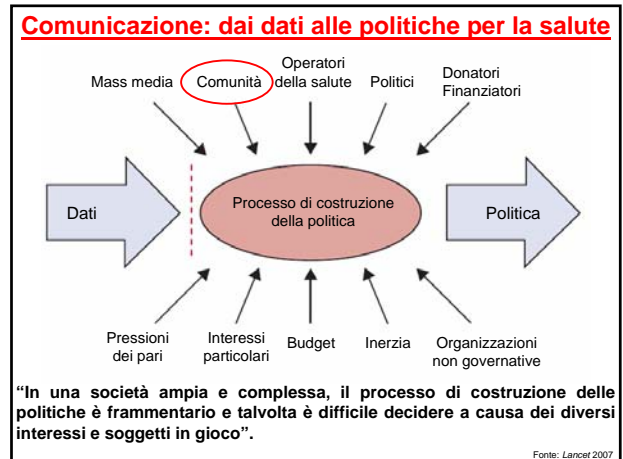 Comunicazione: dai dati alle politiche per la salute
Mass media
Comunità
Operatori
della salute
Politici
Donatori
Finanziatori
Dati
Processo di costruzione
della politica
Politica
Pressioni
dei pari
Interessi
particolari
Budget
Inerzia
Organizzazioni
non governative
“In una società ampia e complessa, il processo di costruzione delle
politiche è frammentario e talvolta è difficile decidere a causa dei diversi
interessi e soggetti in gioco”.
Fonte: Lancet 2007